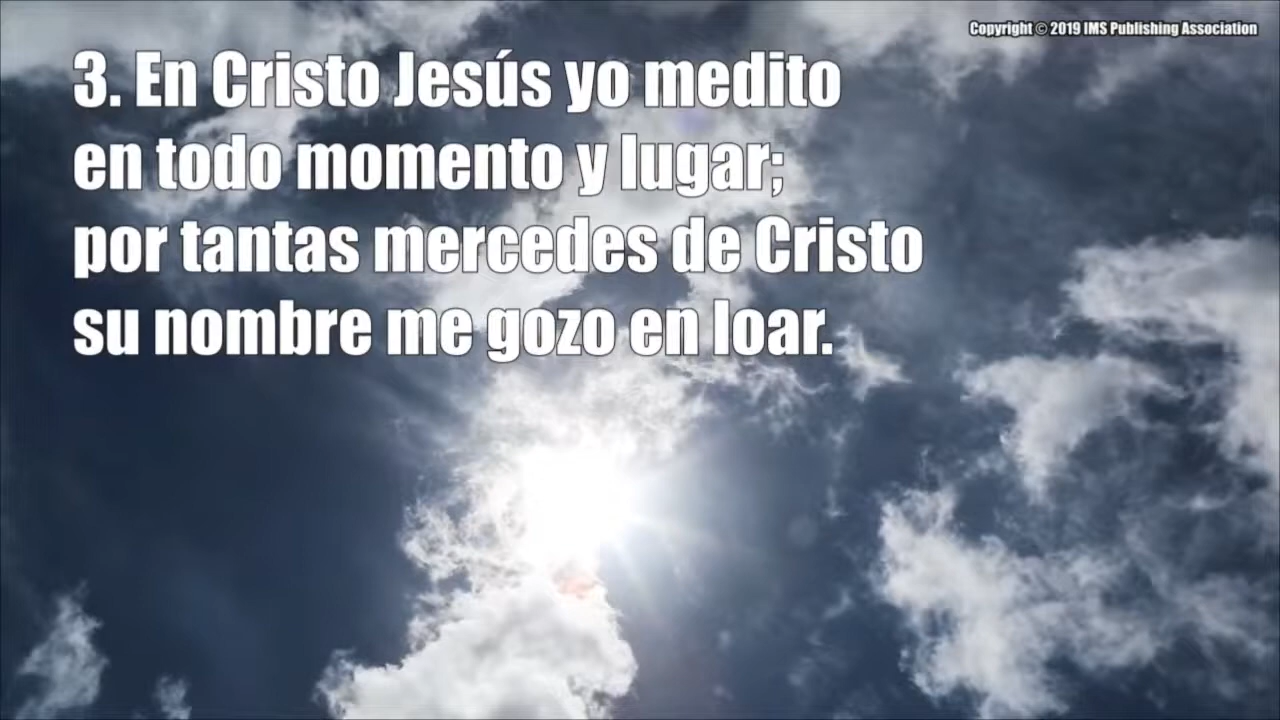 Copyright © 2019 IMS Publishing Association
3. En Cristo Jesús yo medito
en todo momento y lugar;
por tantas mercedes de Cristo
su nombre me gozo en loar.